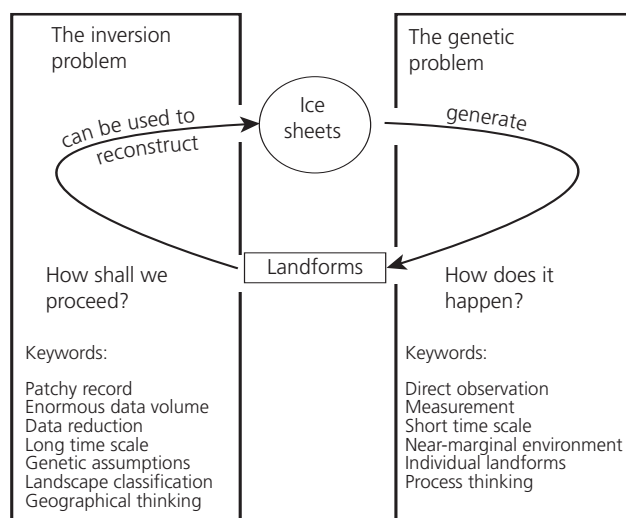 The inversion
problem
can be used to
reconstruct
How shall we
proceed?
Keywords:
Patchy record
Enormous data volume
Data reduction
Long time scale
Genetic assumptions
Landscape classification
Geographical thinking
Ice
sheets
Landforms
The genetic
problem
generate
How does it
happen?
Keywords:
Direct observation
Measurement
Short time scale
Near-marginal environment
Individual landforms
Process thinking